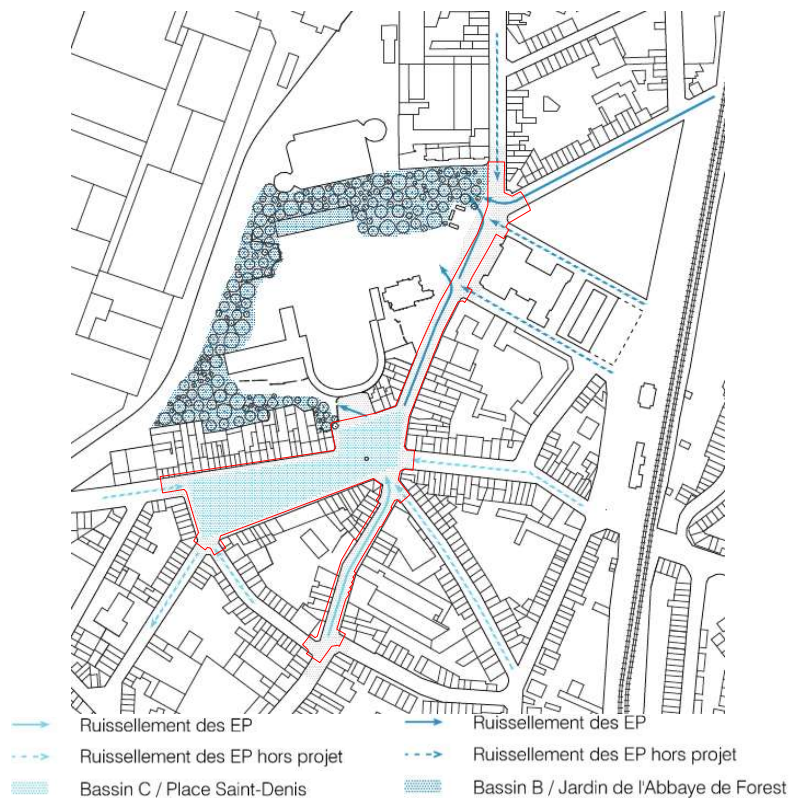 Ruissellement des EP
Ruissellement des EP hors projet
Bassin C / Place Saint-Denis
Ruissellement des EP
Ruissellement des EP hors projet
Bassin B / Jardin de l'Abbaye de Forest